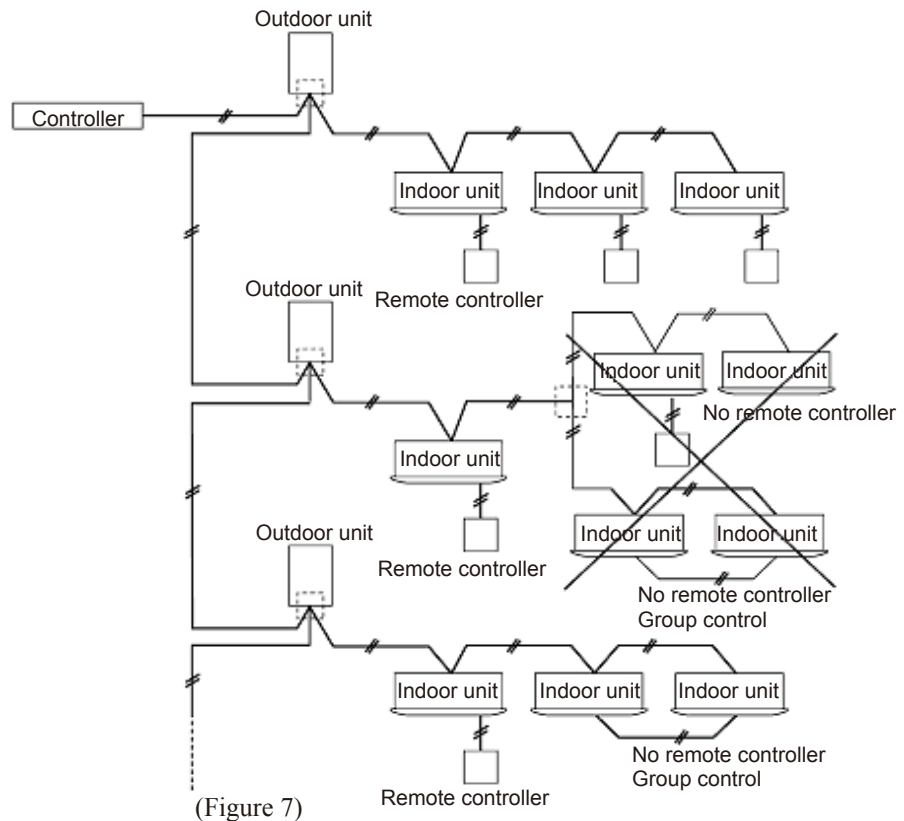 Outdoor unit
Controller
Indoor unit
Indoor unit
Indoor unit
Remote controller
Outdoor unit
Indoor unit
Indoor unit
No remote controller
Indoor unit
Indoor unit
Indoor unit
Outdoor unit
Remote controller
No remote controller
Group control
Indoor unit
Indoor unit
Indoor unit
No remote controller
Group control
Remote controller
(Figure 7)